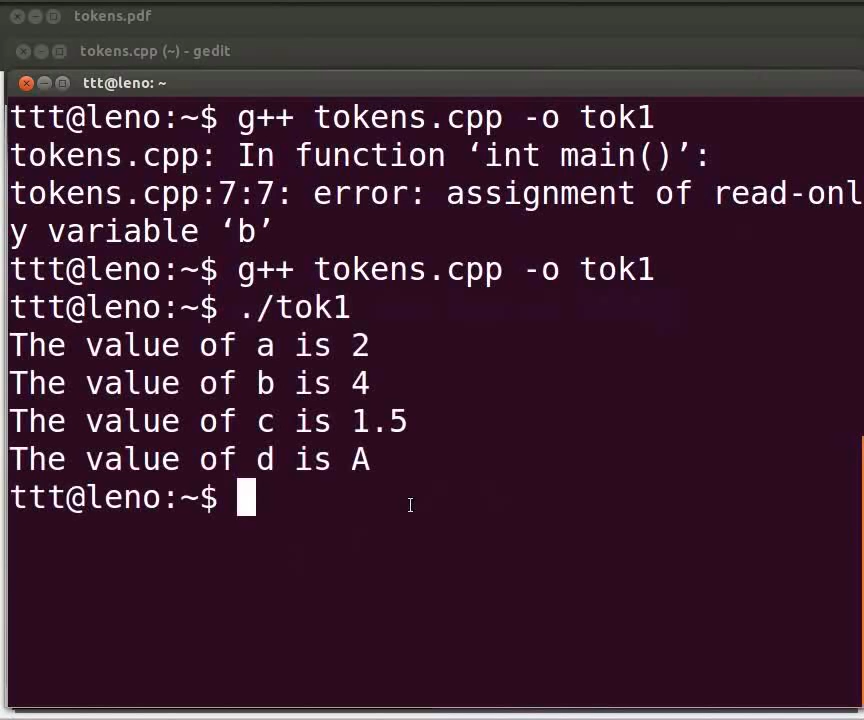 tokens.pdf
tokens.cpp (~) - gedit
ttt@leno: ~
ttt@leno:~$ g++ tokens.cpp -o tok1
tokens.cpp: In function ‘int main()’:
tokens.cpp:7:7: error: assignment of read-onl
y variable ‘b’
ttt@leno:~$ g++ tokens.cpp -o tok1
ttt@leno:~$ ./tok1
The value of a is 2
The value of b is 4
The value of c is 1.5
The value of d is A
ttt@leno:~$